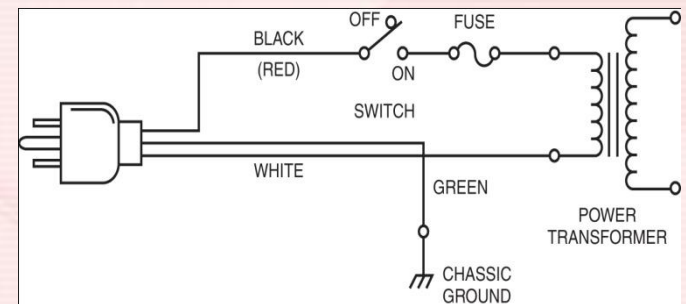 OFF
FUSE
BLACK
(RED)
ON
SWITCH
WHITE
GREEN
POWER
TRANSFORMER
CHASSIC
GROUND